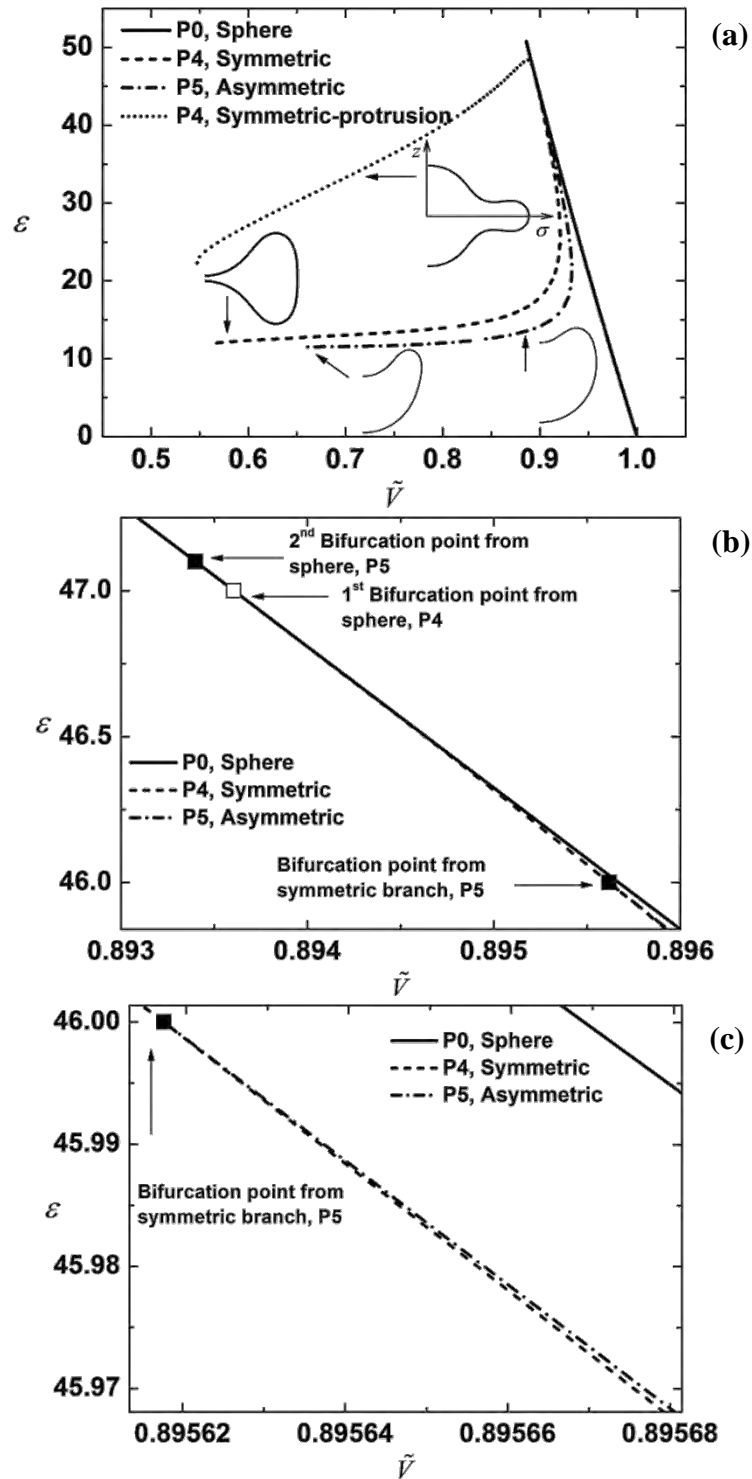 (a)
P0, Sphere
P4, Symmetric
P5, Asymmetric
P4, Symmetric-protrusion
50
40
30
20
10
0
ε
z
σ
0.5 0.6 0.7 0.8 0.9 1.0
Ṽ
(b)
2nd Bifurcation point from
sphere, P5
1st Bifurcation point from
sphere, P4
47.0
46.5
46.0
ε
P0, Sphere
P4, Symmetric
P5, Asymmetric
Bifurcation point from
symmetric branch, P5
0.893 0.894 0.895 0.896
Ṽ
(c)
P0, Sphere
P4, Symmetric
P5, Asymmetric
46.00
45.99
45.98
45.97
ε
Bifurcation point from
symmetric branch, P5
0.89562 0.89564 0.89566 0.89568
Ṽ